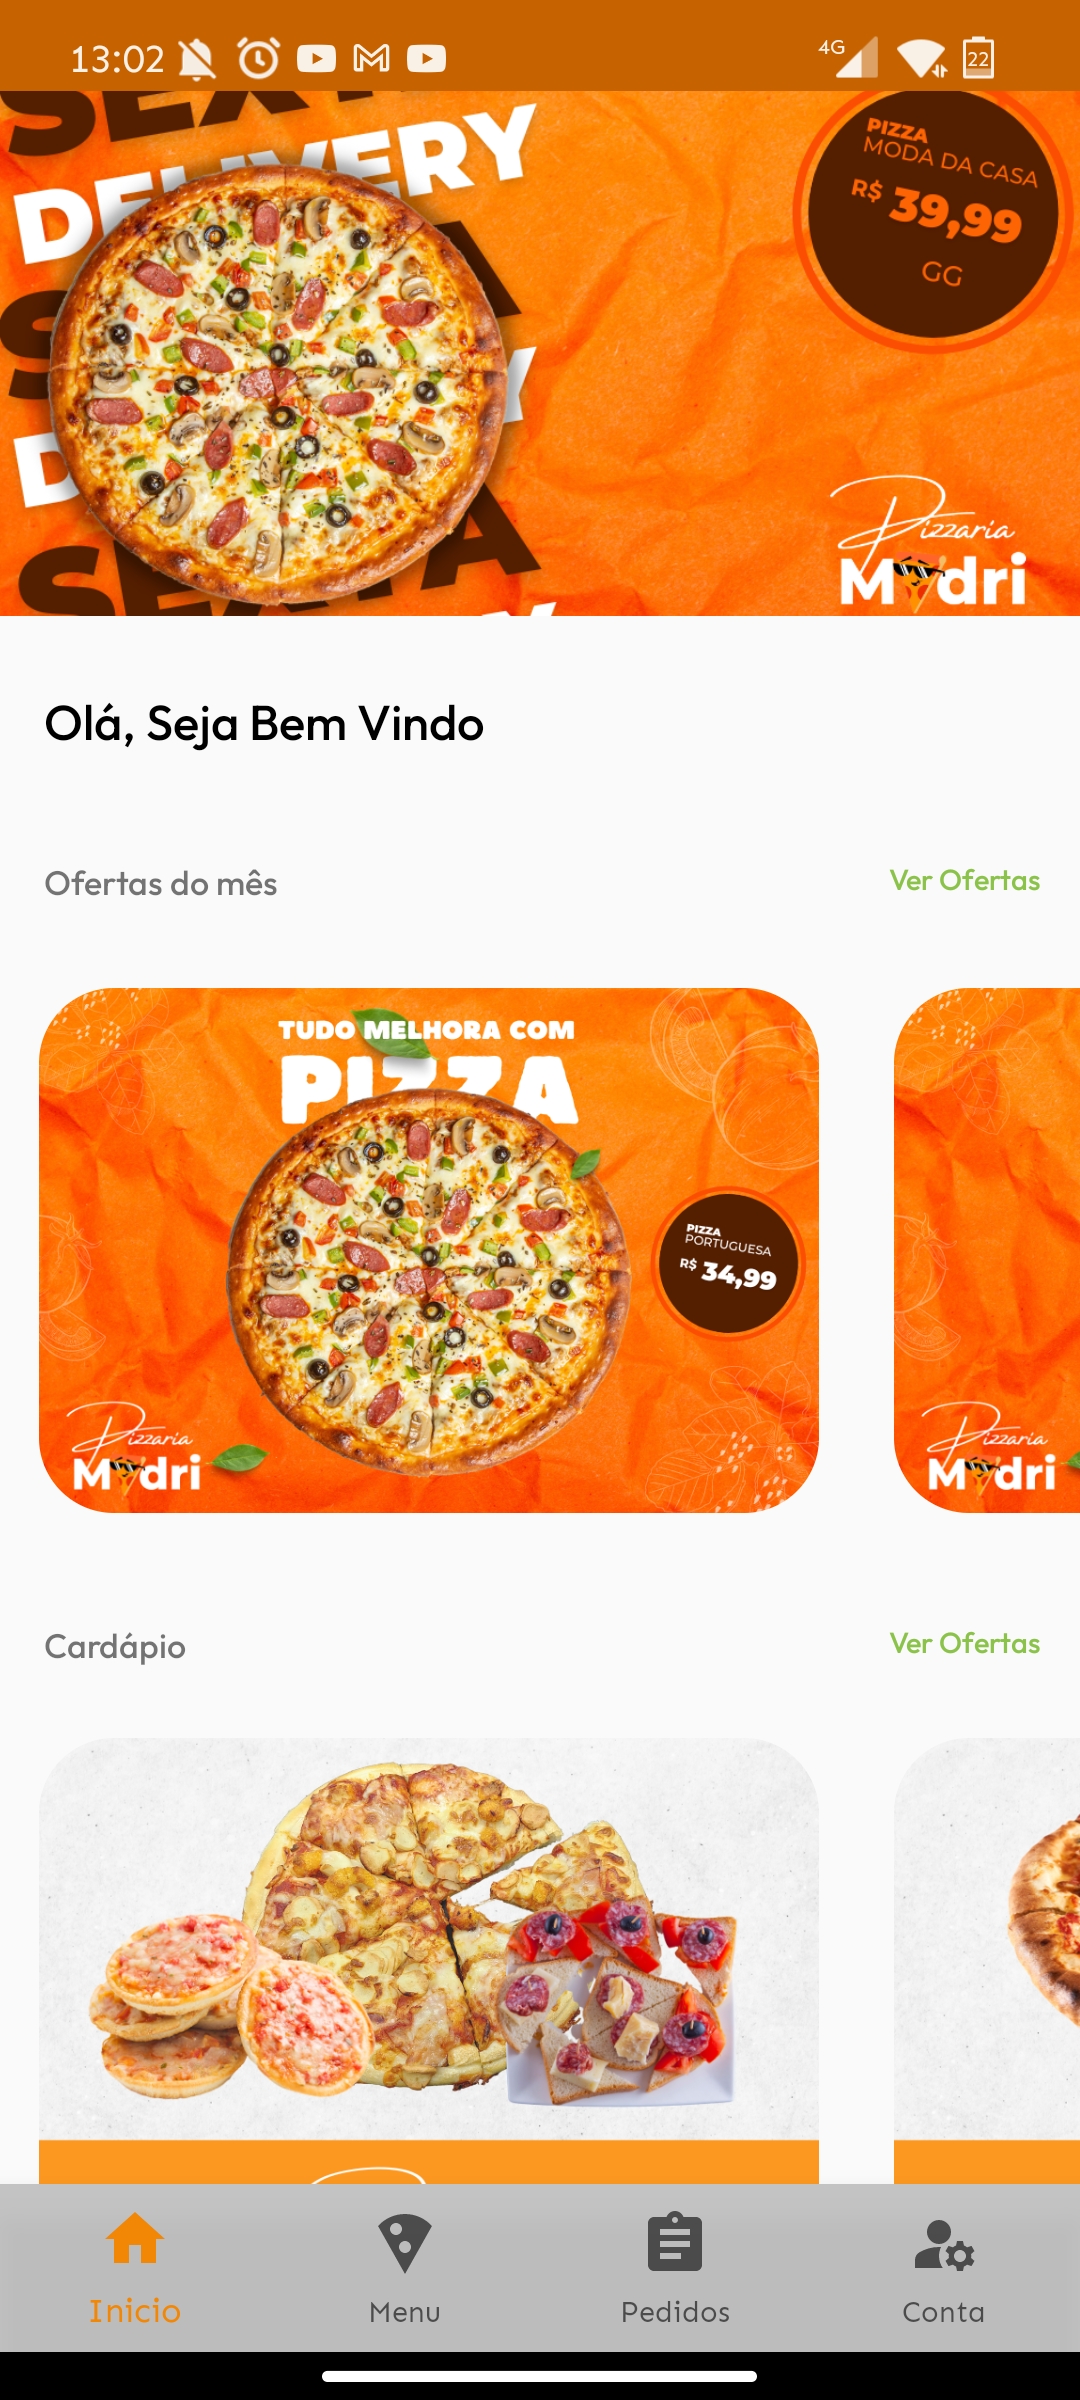 13:02
4G
22
DELIVERY
PIZZA
MODA DA CASA
R$ 39,99
GG
SEXTA
Pizzaria
Madri
Olá, Seja Bem Vindo
Ofertas do mês
Ver Ofertas
TUDO MELHORA COM
PIZZA
PIZZA
PORTUGUESA
R$ 34,99
Pizzaria
Madri
Pizzaria
Madri
Cardápio
Ver Ofertas
Inicio
Menu
Pedidos
Conta